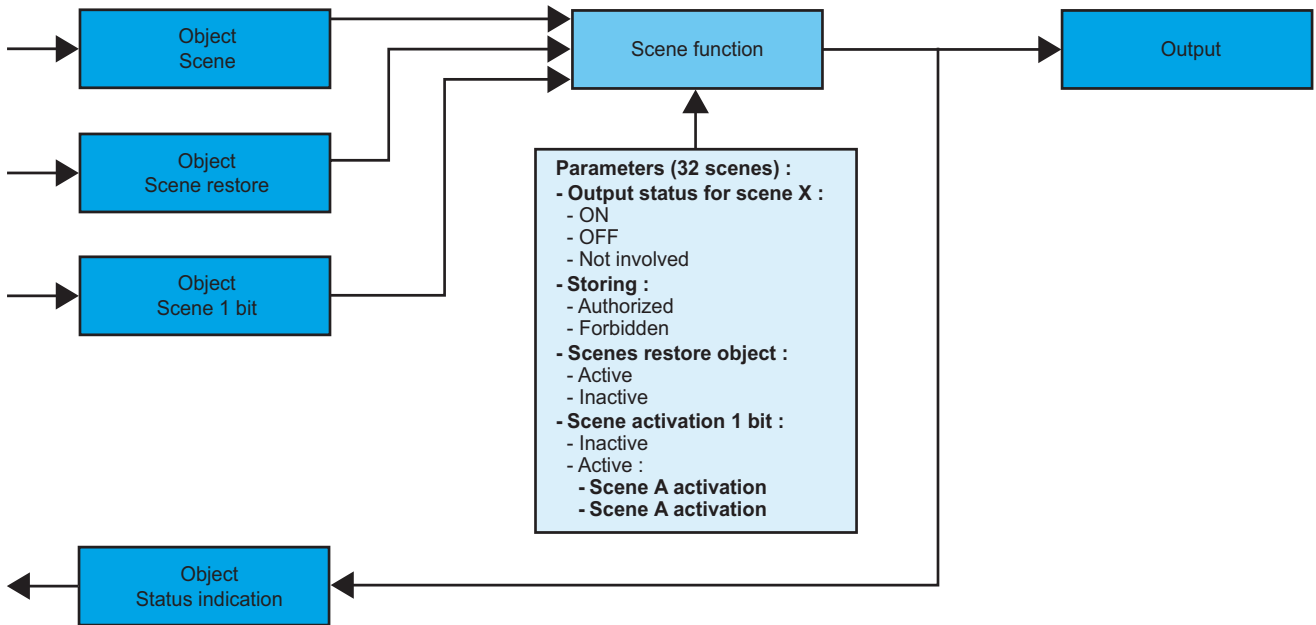 Object
Scene
Scene function
Output
Object
Scene restore
Object
Scene 1 bit
Parameters (32 scenes) :
- Output status for scene X :
- ON
- OFF
- Not involved
- Storing :
- Authorized
- Forbidden
- Scenes restore object :
- Active
- Inactive
- Scene activation 1 bit :
- Inactive
- Active :
- Scene A activation
- Scene A activation
Object
Status indication